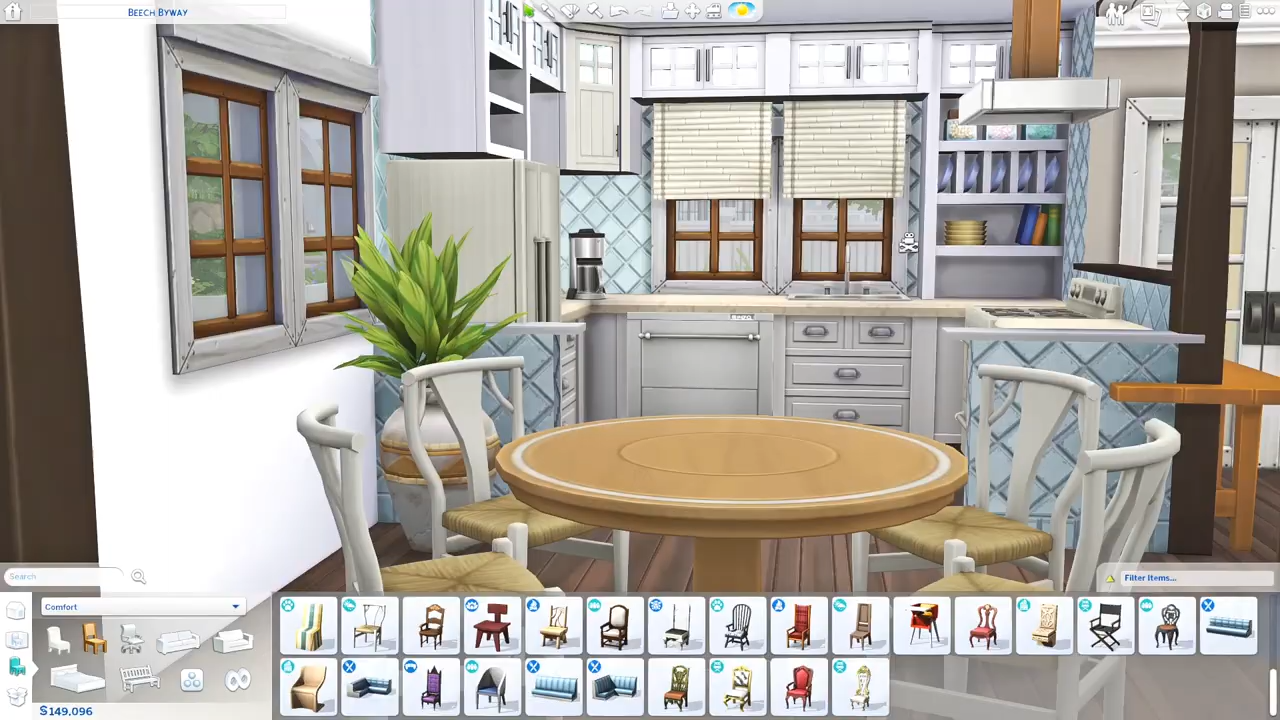 BEECH BYWAY
Search
Filter Items...
Comfort
$149,096